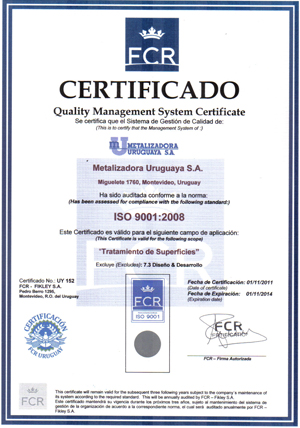 FCR
CERTIFICADO
Quality Management System Certificate
Se certifica que el Sistema de Gestión de Calidad de:
(This is to certify that the Management System of :)
METALIZADORA
URUGUAYA S.A.
Metalizadora Uruguaya S.A.
Miguelete 1760, Montevideo, Uruguay
Ha sido auditada conforme a la norma:
(Has been assessed for compliance with the following standard:)
ISO 9001:2008
Este Certificado es válido para el siguiente campo de aplicación:
(This Certificate is valid for the following scope)
"Tratamiento de Superficies"
Excluye (Excludes): 7.3 Diseño & Desarrollo
Certificado No.: UY 152
FCR - FIKLEY S.A.
Pedro Berro 1295,
Montevideo, R.O. del Uruguay
FCR
ISO 9001
Fecha de Certificación: 01/11/2011
(Date of certificate)
Fecha de Expiración: 01/11/2014
(Expiration date)
CERTIFICACION
FCR URUGUAY
FCR
FCR – Firma Autorizada
FCR
This certificate will remain valid for the subsequent three following years subject to the company's maintenance of
its system according to the required standard. This will be annually audited by FCR – Fikley S.A.
Este certificado mantendrá su vigencia durante los próximos tres años, sujeto al mantenimiento del sistema de
gestión de la organización de acuerdo a la correspondiente norma, el cual será auditado anualmente por FCR –
Fikley S.A.